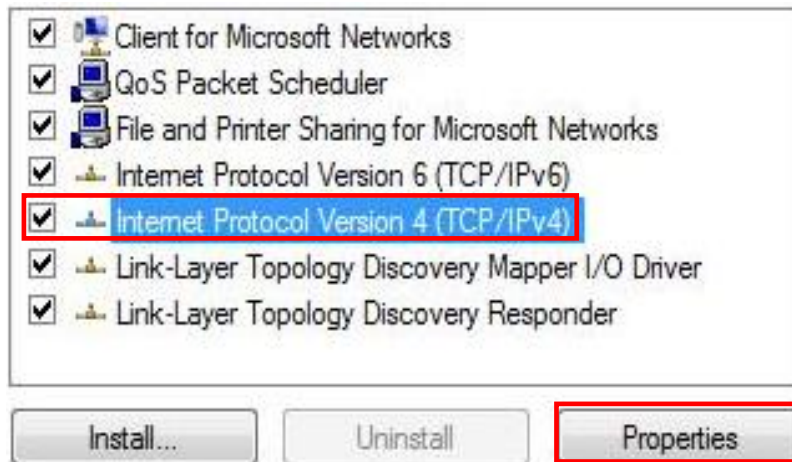 Client for Microsoft Networks
QoS Packet Scheduler
File and Printer Sharing for Microsoft Networks
Internet Protocol Version 6 (TCP/IPv6)
Internet Protocol Version 4 (TCP/IPv4)
Link-Layer Topology Discovery Mapper I/O Driver
Link-Layer Topology Discovery Responder
Install... Uninstall Properties